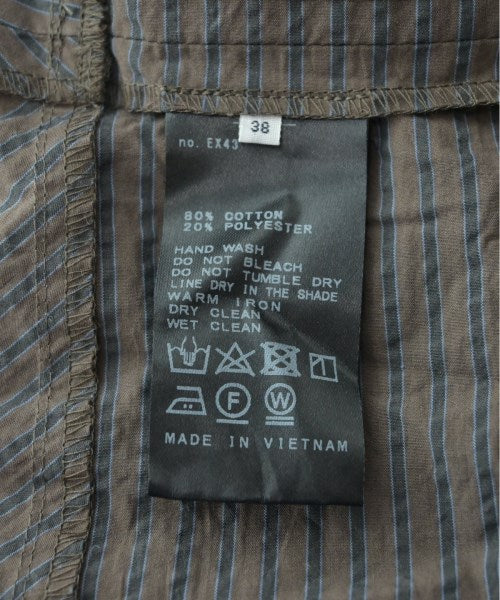 38
no. EX43
80% COTTON
20% POLYESTER
HAND WASH
DO NOT BLEACH
DO NOT TUMBLE DRY
LINE DRY IN THE SHADE
WARM IRON
DRY CLEAN
WET CLEAN
F
W
MADE IN VIETNAM